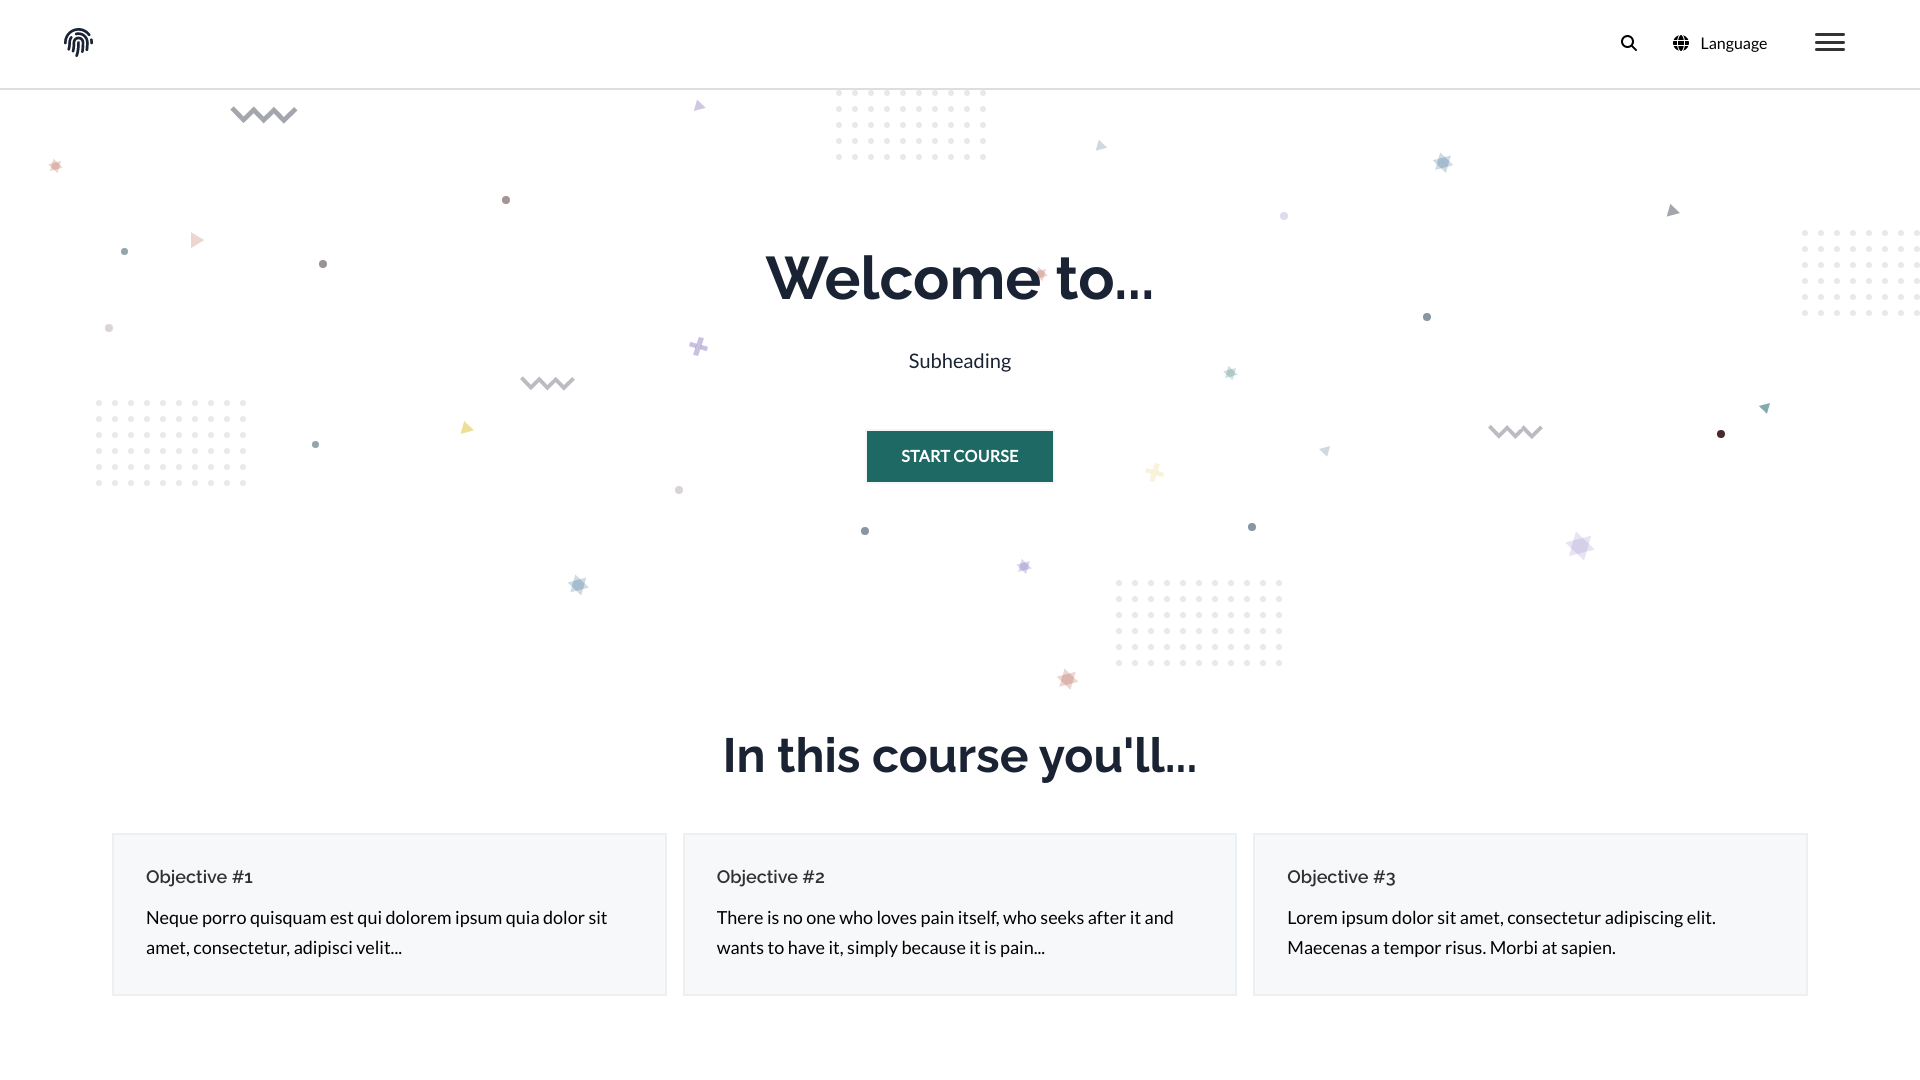 Language
Welcome to...
Subheading
START COURSE
In this course you'll...
Objective #1
Neque porro quisquam est qui dolorem ipsum quia dolor sit
amet, consectetur, adipisci velit...
Objective #2
There is no one who loves pain itself, who seeks after it and
wants to have it, simply because it is pain...
Objective #3
Lorem ipsum dolor sit amet, consectetur adipiscing elit.
Maecenas a tempor risus. Morbi at sapien.